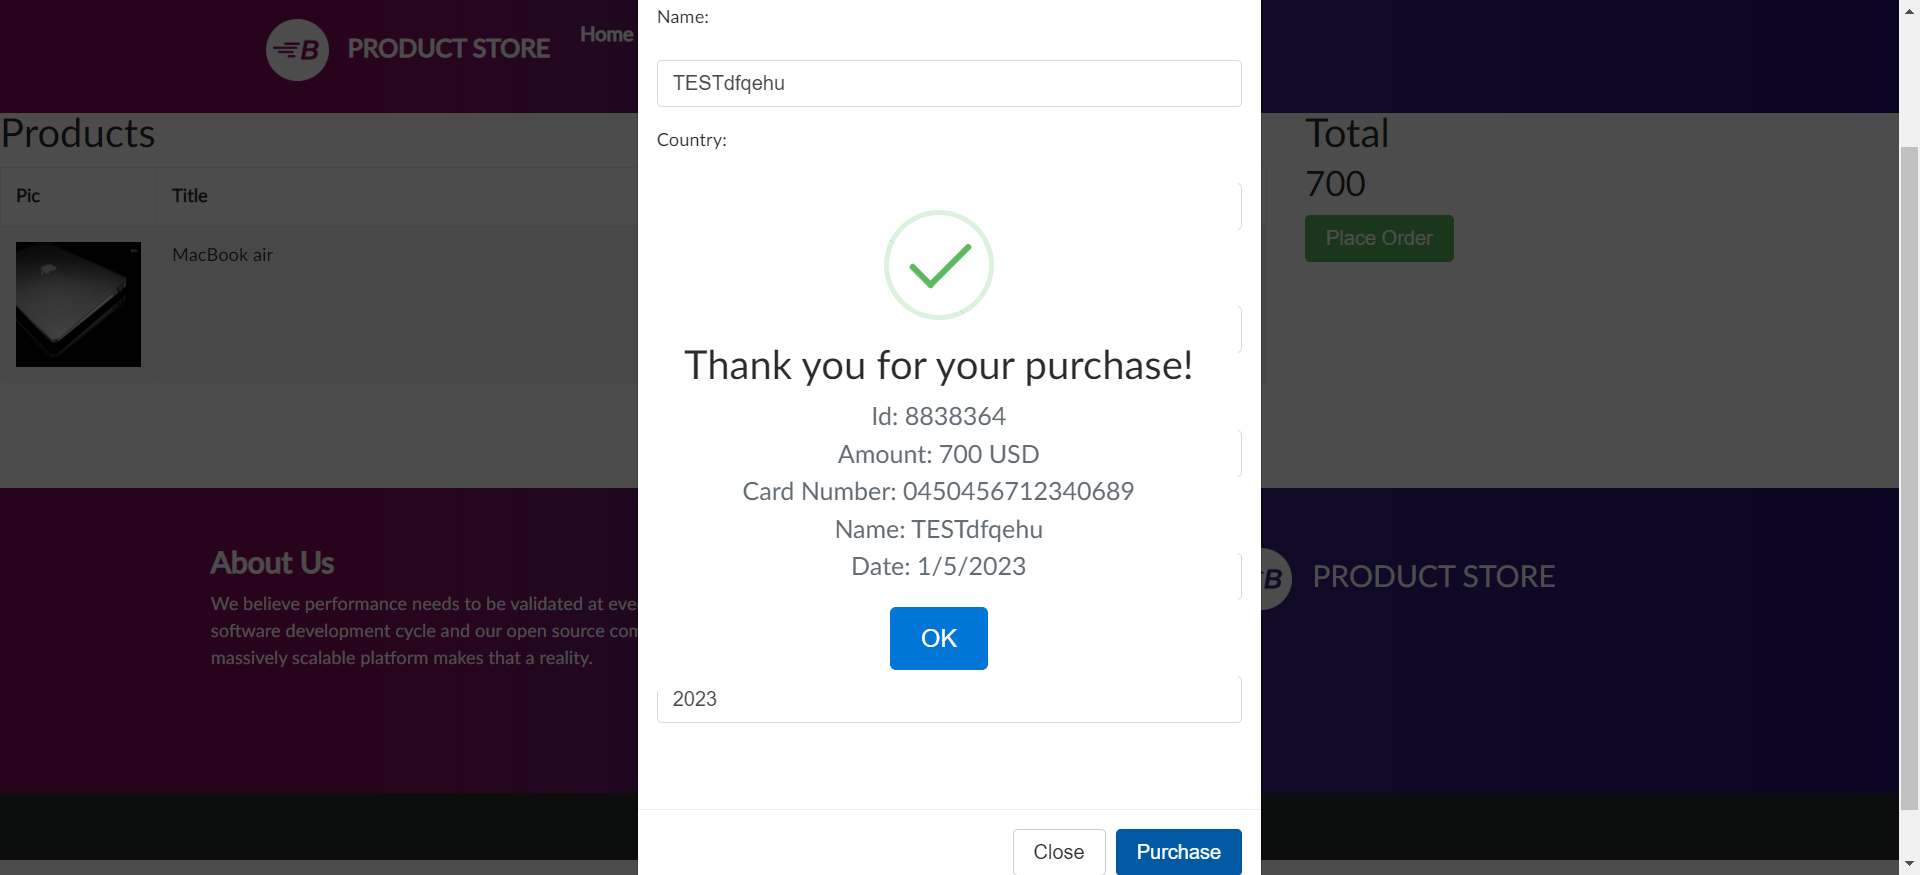 B PRODUCT STORE
Home
Products
Pic Title
MacBook air
Name:
TESTdfqehu
Country:
Thank you for your purchase!
Id: 8838364
Amount: 700 USD
Card Number: 0450456712340689
Name: TESTdfqehu
Date: 1/5/2023
OK
2023
Close Purchase
Total
700
Place Order
About Us
We believe performance needs to be validated at eve
software development cycle and our open source com
massively scalable platform makes that a reality.
B PRODUCT STORE